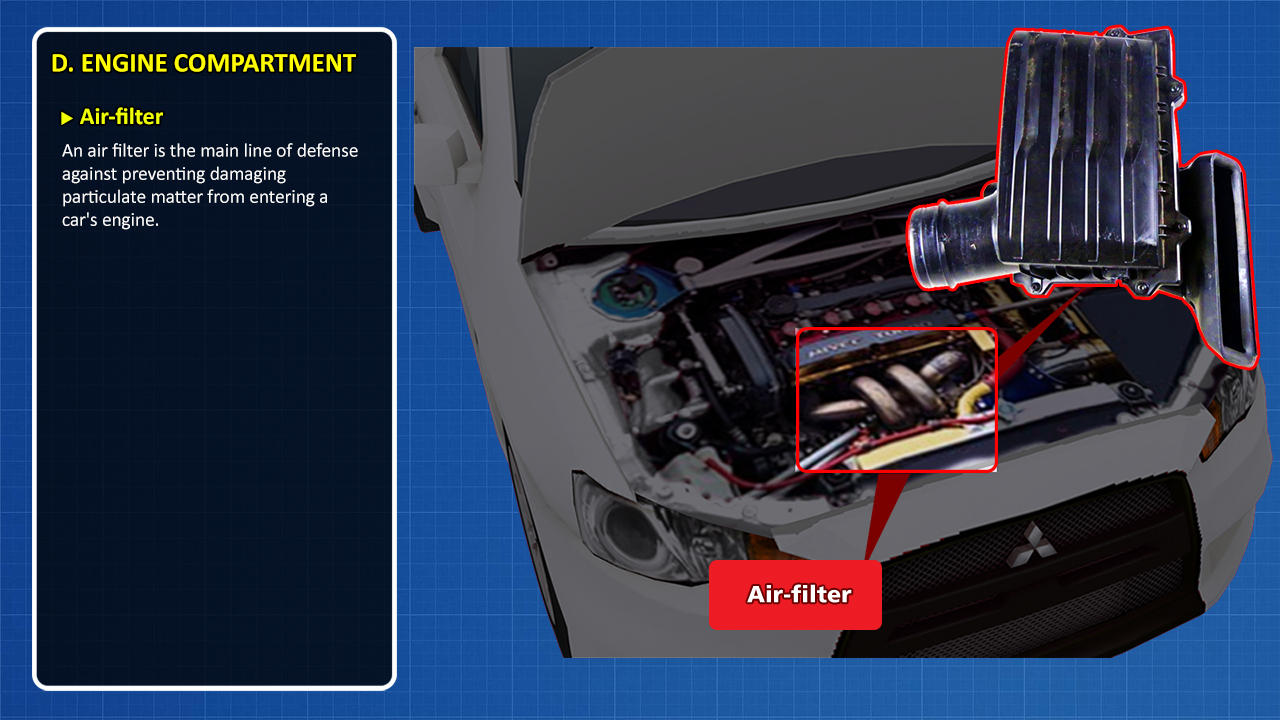 D. ENGINE COMPARTMENT
Air-filter
An air filter is the main line of defense
against preventing damaging
particulate matter from entering a
car's engine.
Air-filter